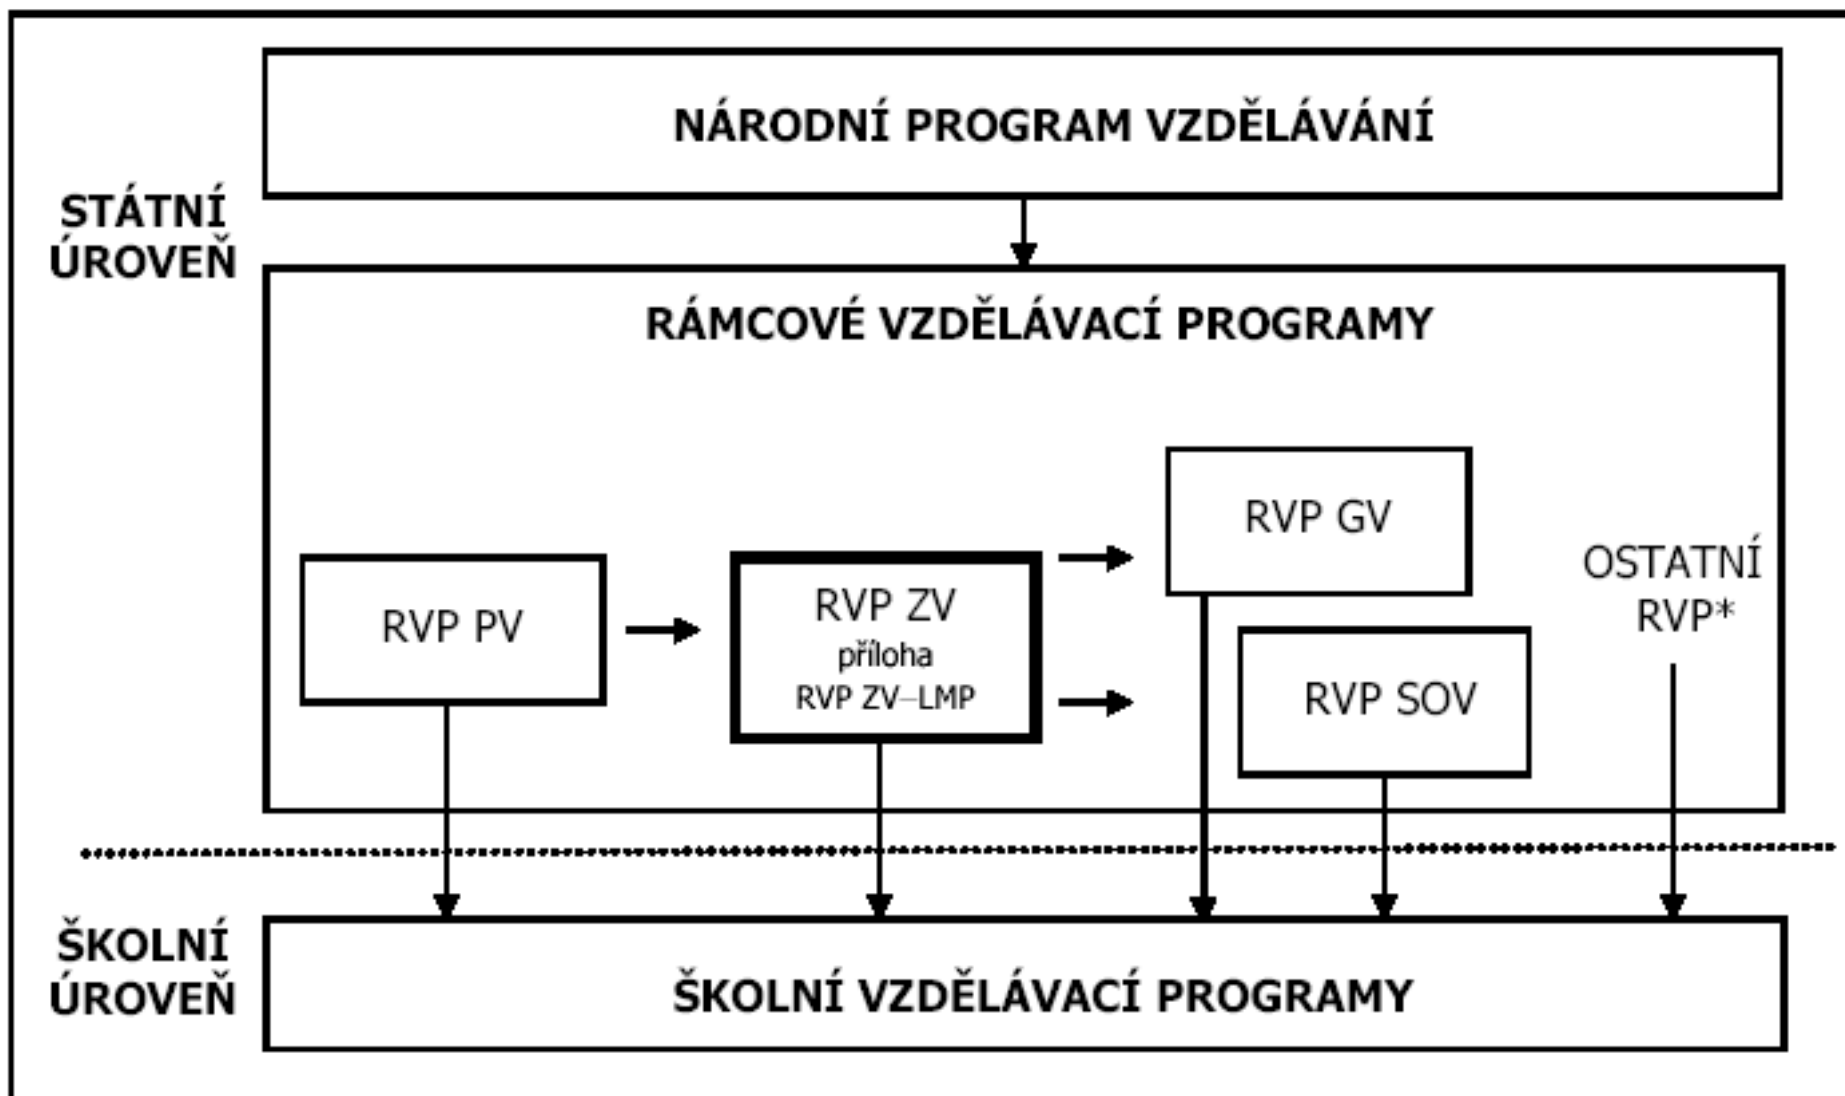 NÁRODNÍ PROGRAM VZDĚLÁVÁNÍ
STÁTNÍ
ÚROVEŇ
RÁMCOVÉ VZDĚLÁVACÍ PROGRAMY
RVP PV
RVP ZV
příloha
RVP ZV–LMP
RVP GV
RVP SOV
OSTATNÍ
RVP*
ŠKOLNÍ
ÚROVEŇ
ŠKOLNÍ VZDĚLÁVACÍ PROGRAMY